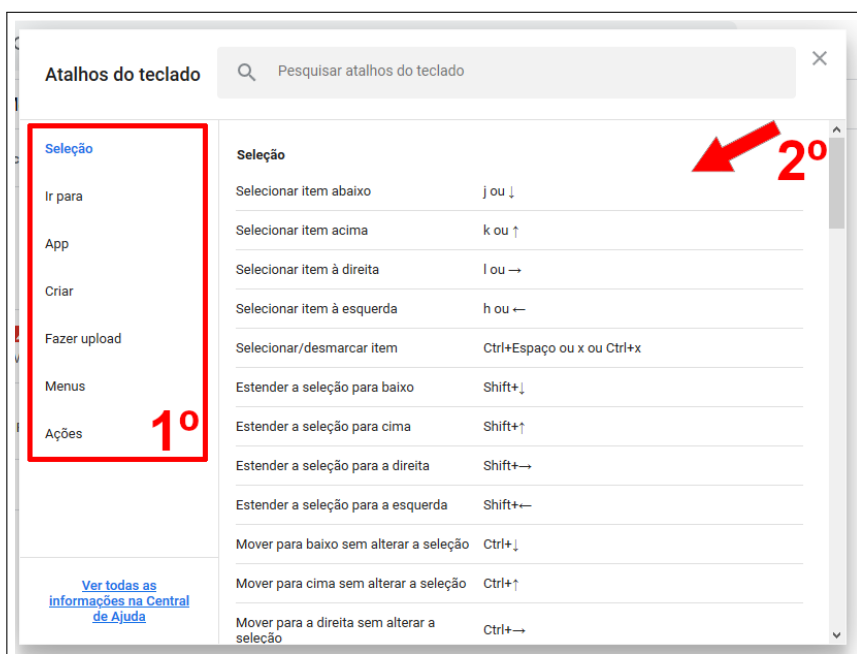 Atalhos do teclado
Pesquisar atalhos do teclado
Seleção
Ir para
App
Criar
Fazer upload
Menus
Ações
1º
Ver todas as
informações na Central
de Ajuda
2º
Seleção
Selecionar item abaixo j ou ↓
Selecionar item acima k ou ↑
Selecionar item à direita l ou →
Selecionar item à esquerda h ou ←
Selecionar/desmarcar item Ctrl+Espaço ou x ou Ctrl+x
Estender a seleção para baixo Shift+↓
Estender a seleção para cima Shift+↑
Estender a seleção para a direita Shift+→
Estender a seleção para a esquerda Shift+←
Mover para baixo sem alterar a seleção Ctrl+↓
Mover para cima sem alterar a seleção Ctrl+↑
Mover para a direita sem alterar a
seleção Ctrl+→